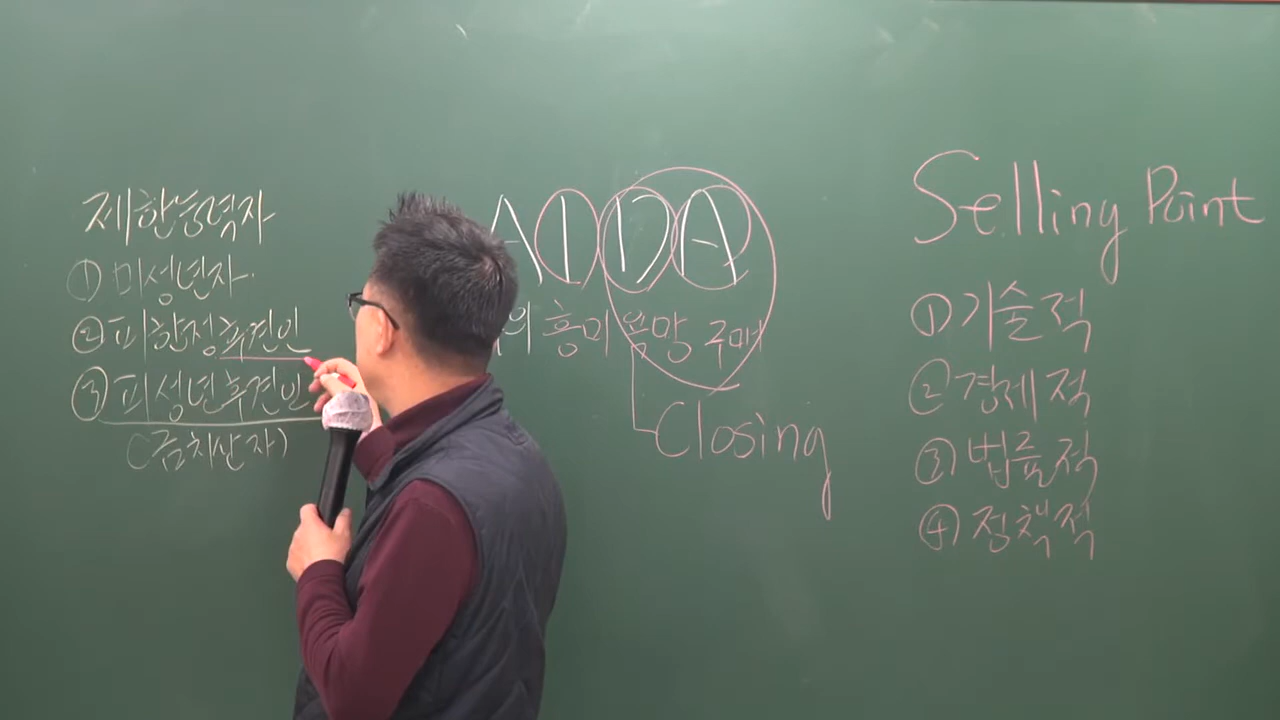 제한능력자
① 미성년자
② 피한정후견인
③ 피성년후견인
(금치산자)
AIDA
의 흥미 욕망 주며
Closing
Selling Point
① 기술적
② 경제적
③ 법률적
④ 정책적